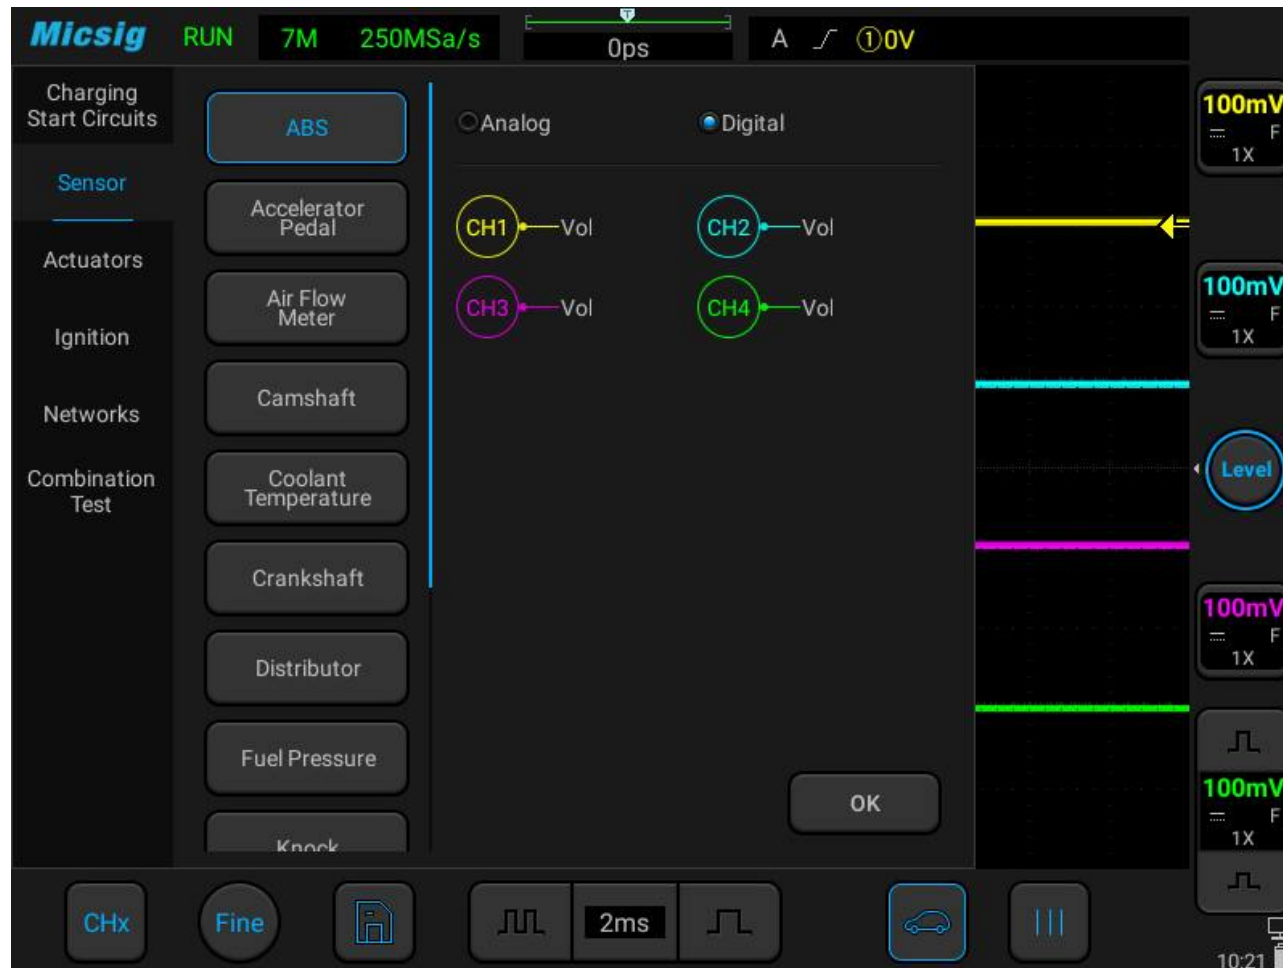 Micsig RUN 7M 250MSa/s T 0ps A ①0V
Charging
Start Circuits
Sensor
Actuators
Ignition
Networks
Combination
Test
ABS
Accelerator
Pedal
Air Flow
Meter
Camshaft
Coolant
Temperature
Crankshaft
Distributor
Fuel Pressure
Knock
Analog Digital
CH1 Vol CH2 Vol
CH3 Vol CH4 Vol
OK
100mV
F
1X
100mV
F
1X
Level
100mV
F
1X
100mV
F
1X
CHx Fine 2ms
10:21